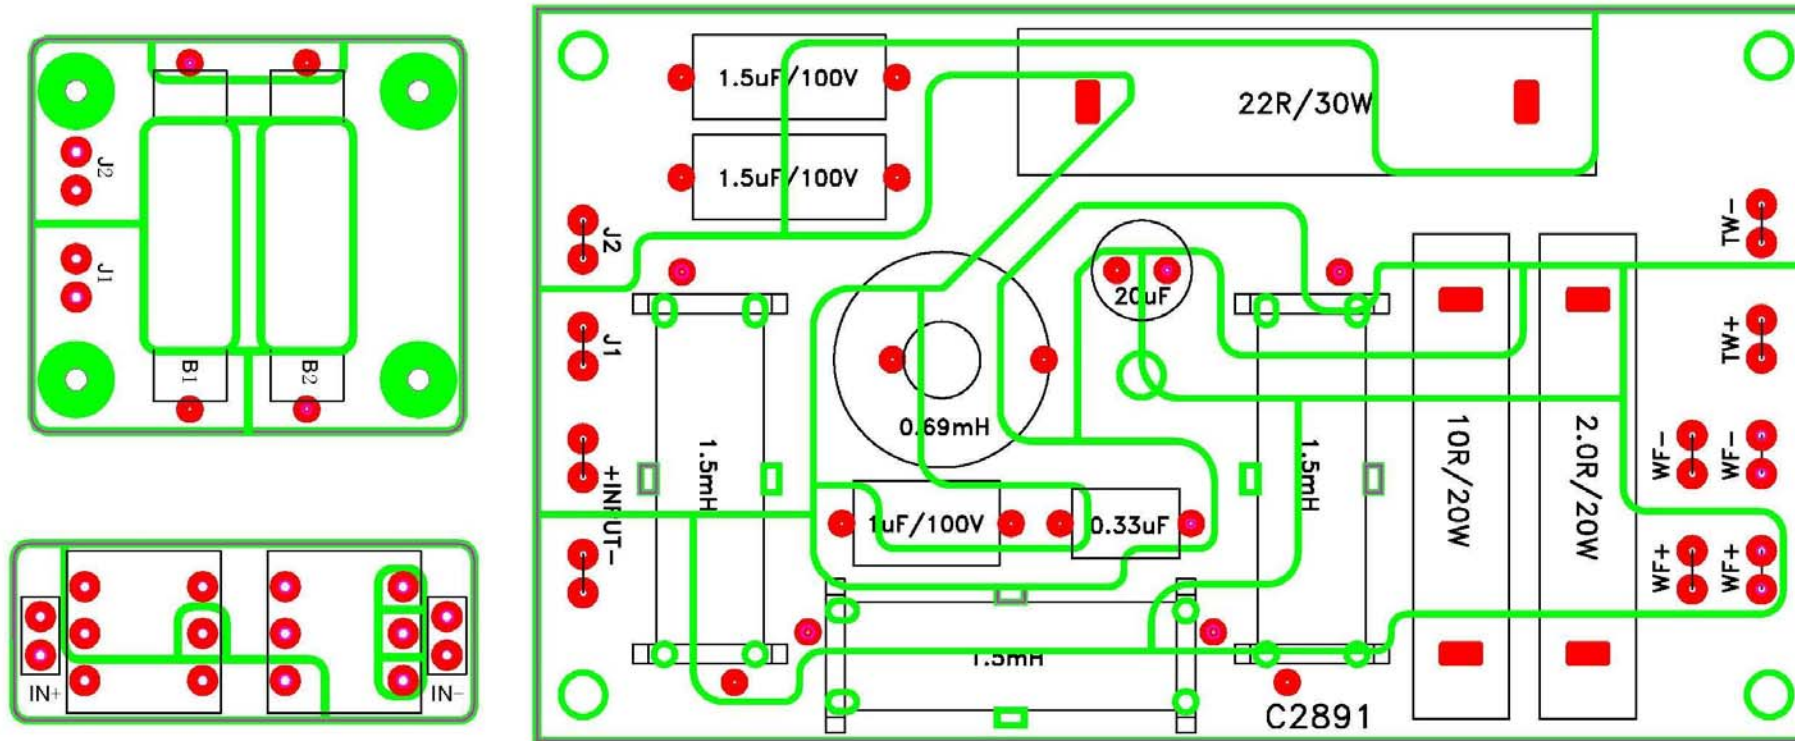 J2
J1
B1
B2
IN+
IN-
1.5uF/100V
1.5uF/100V
22R/30W
J2
J1
+INPUT-
1.5mH
0.69mH
20uF
1uF/100V
0.33uF
1.5mH
1.5mH
10R/20W
2.0R/20W
TW-
TW+
WF-
WF-
WF+
WF+
C2891